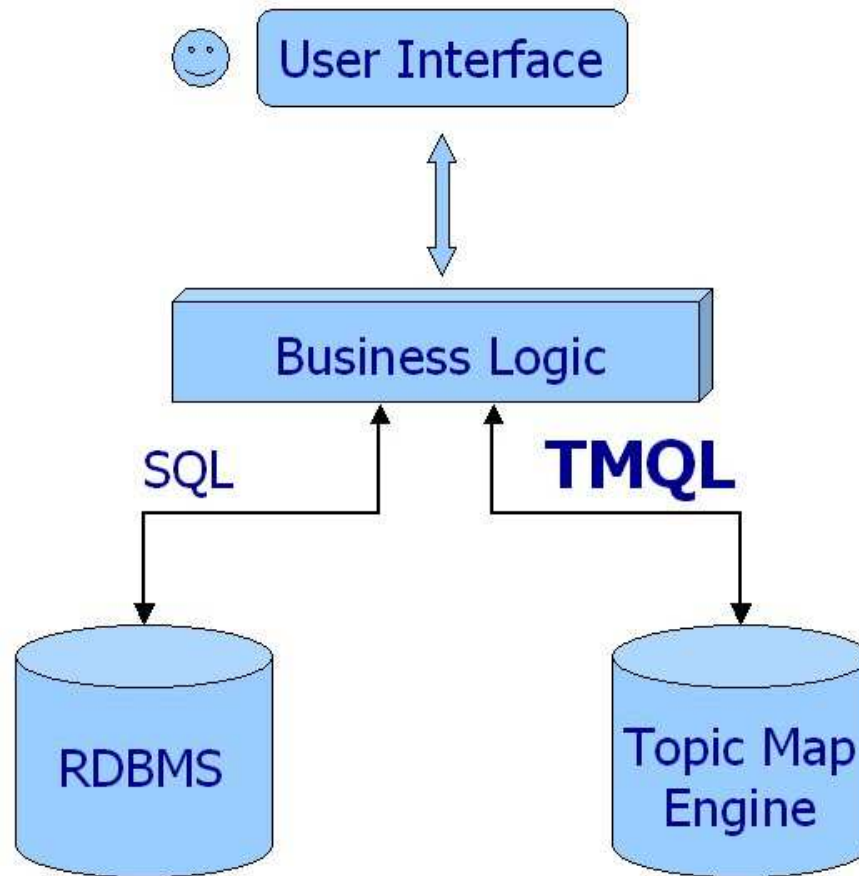 User Interface
Business Logic
SQL
TMQL
RDBMS
Topic Map
Engine